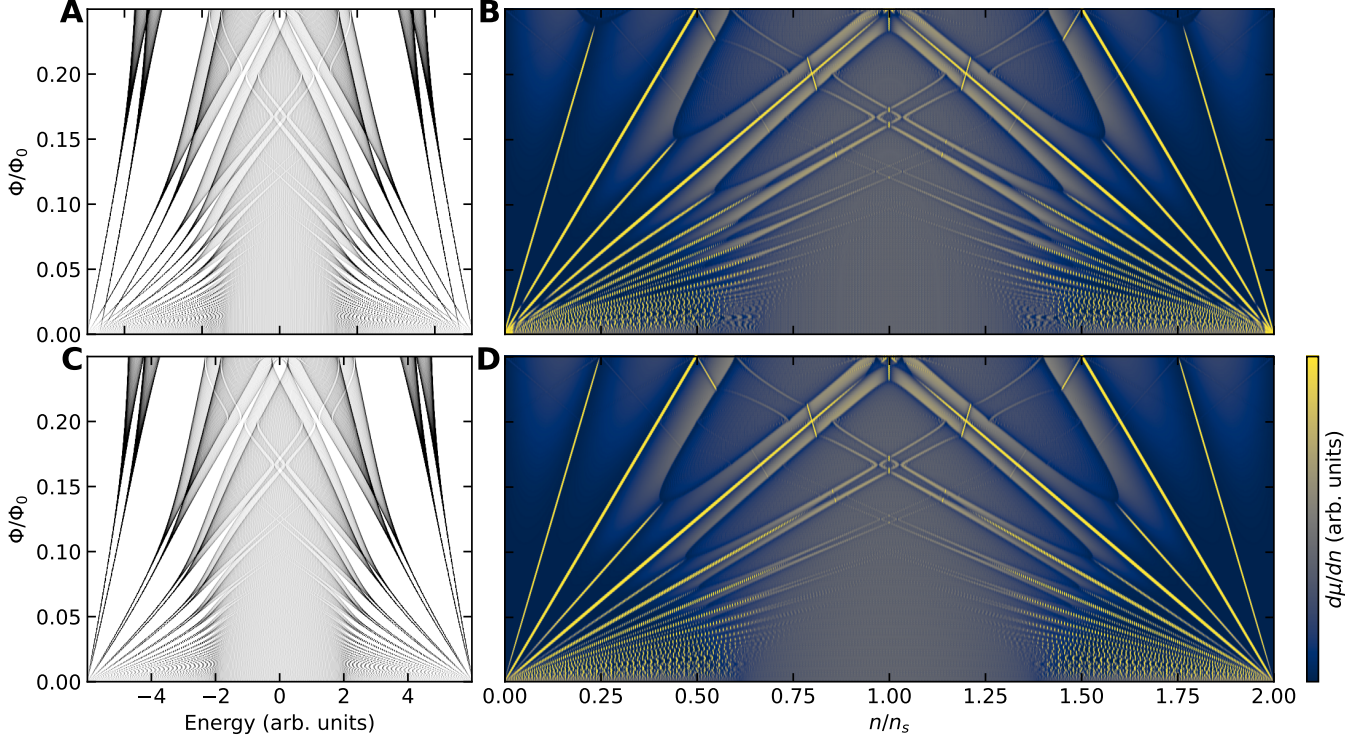 A
B
0.20
0.15
0.10
0.05
0.00
Φ/Φ₀
C
D
0.20
0.15
0.10
0.05
0.00
Φ/Φ₀
−4 −2 0 2 4
Energy (arb. units)
0.00 0.25 0.50 0.75 1.00 1.25 1.50 1.75 2.00
n/nₛ
dμ/dn (arb. units)